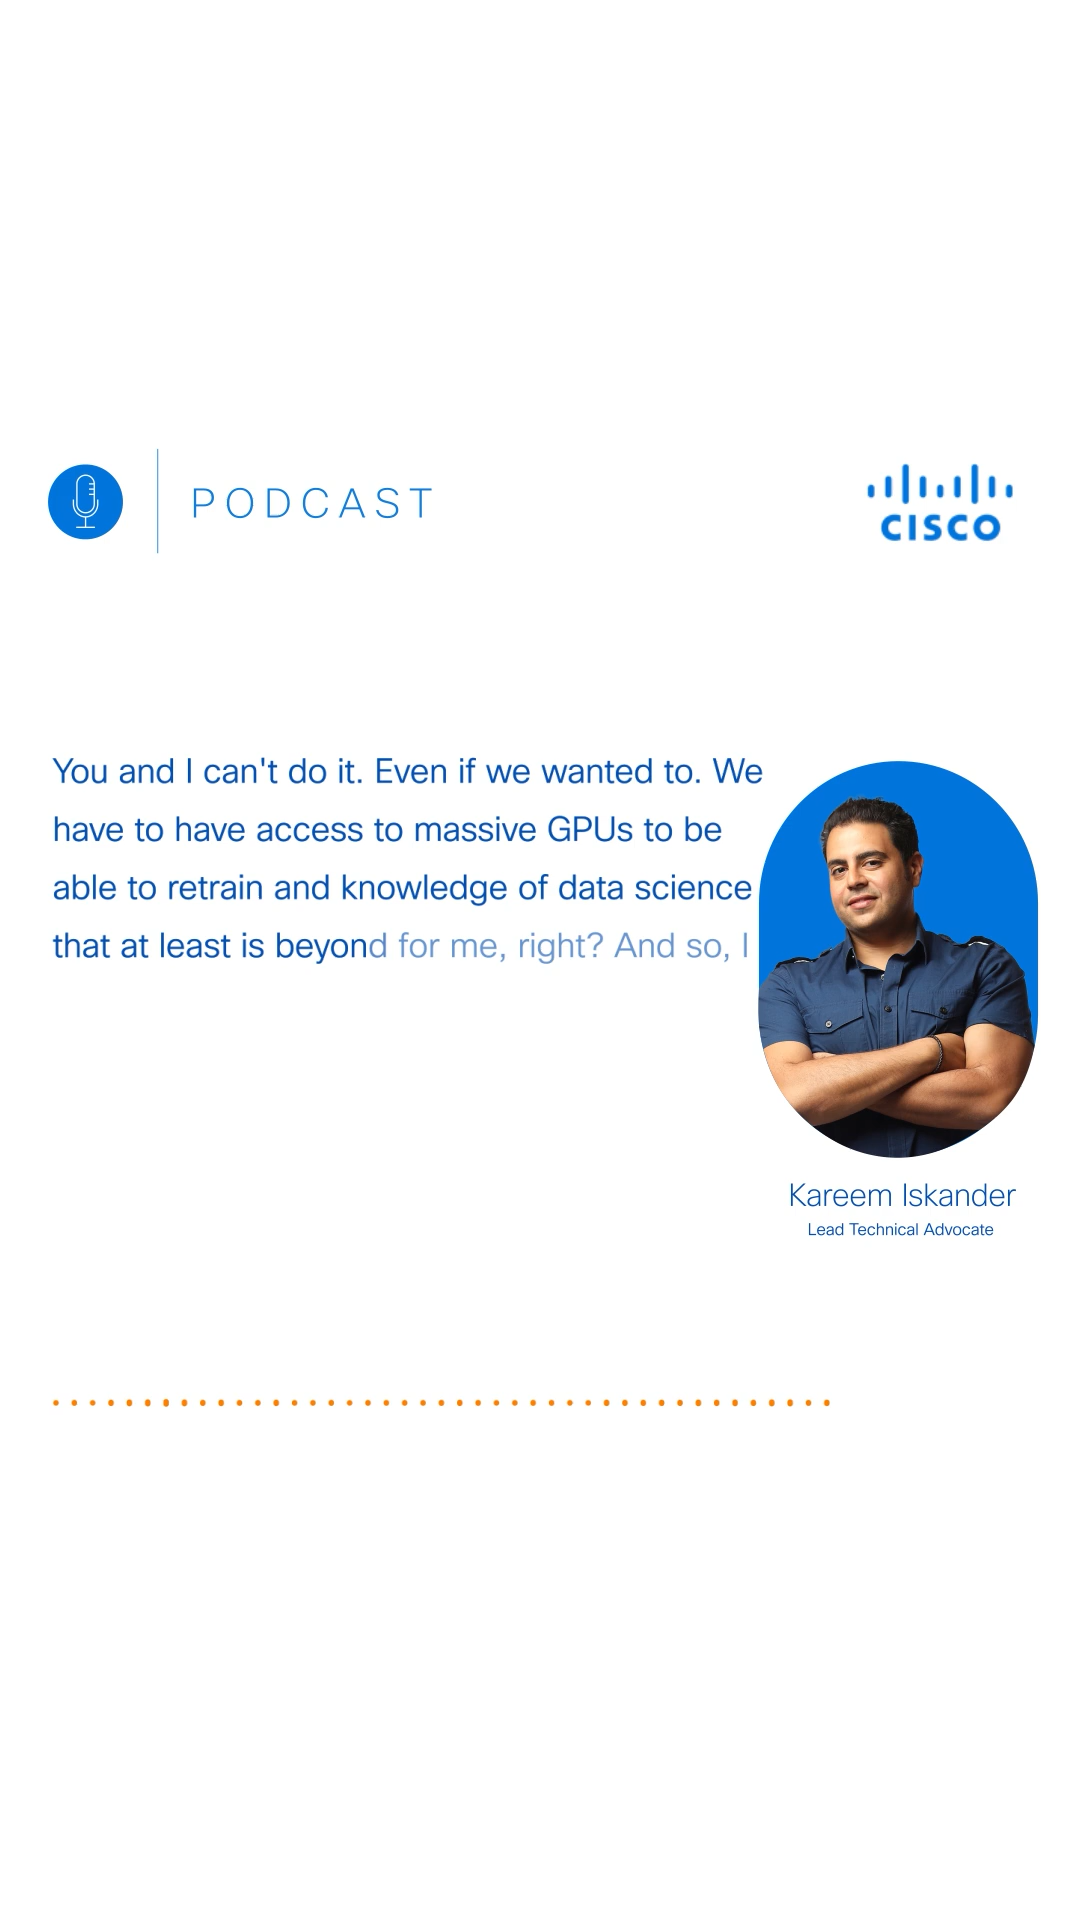 PODCAST
CISCO
You and I can't do it. Even if we wanted to. We
have to have access to massive GPUs to be
able to retrain and knowledge of data science
that at least is beyond for me, right? And so, I
Kareem Iskander
Lead Technical Advocate